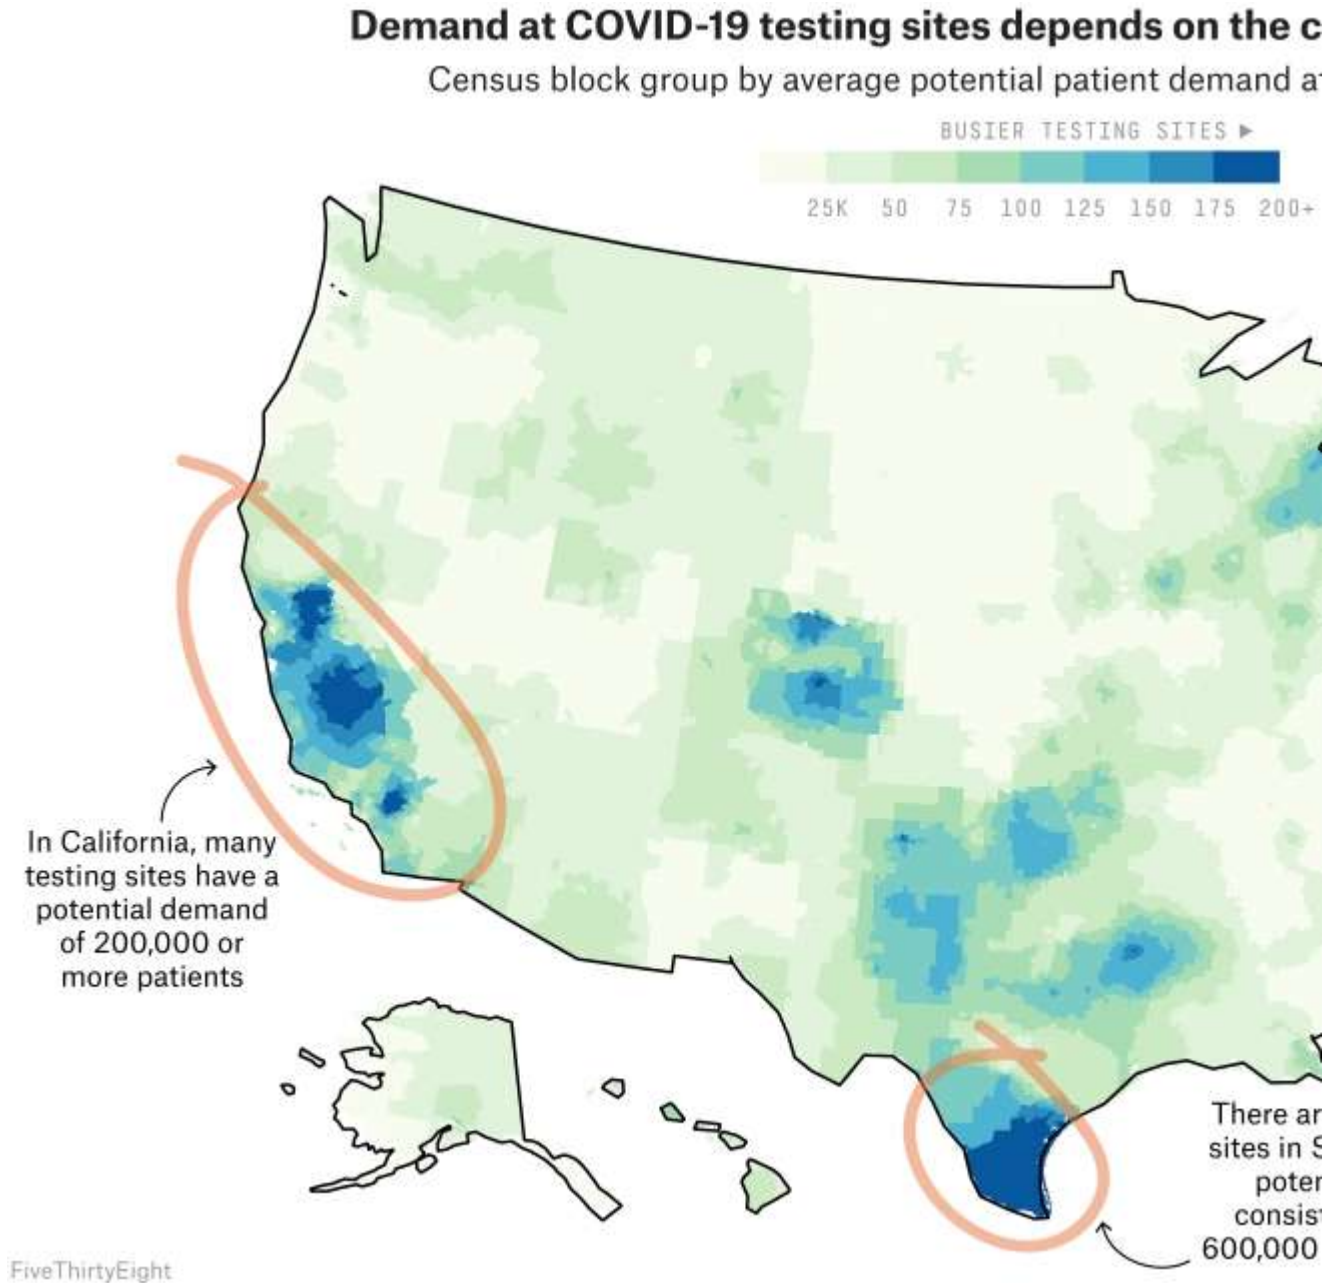 Demand at COVID-19 testing sites depends on the c
Census block group by average potential patient demand at
BUSIER TESTING SITES ▶
25K 50 75 100 125 150 175 200+
In California, many
testing sites have a
potential demand
of 200,000 or
more patients
There ar
sites in S
poter
consist
600,000
FiveThirtyEight